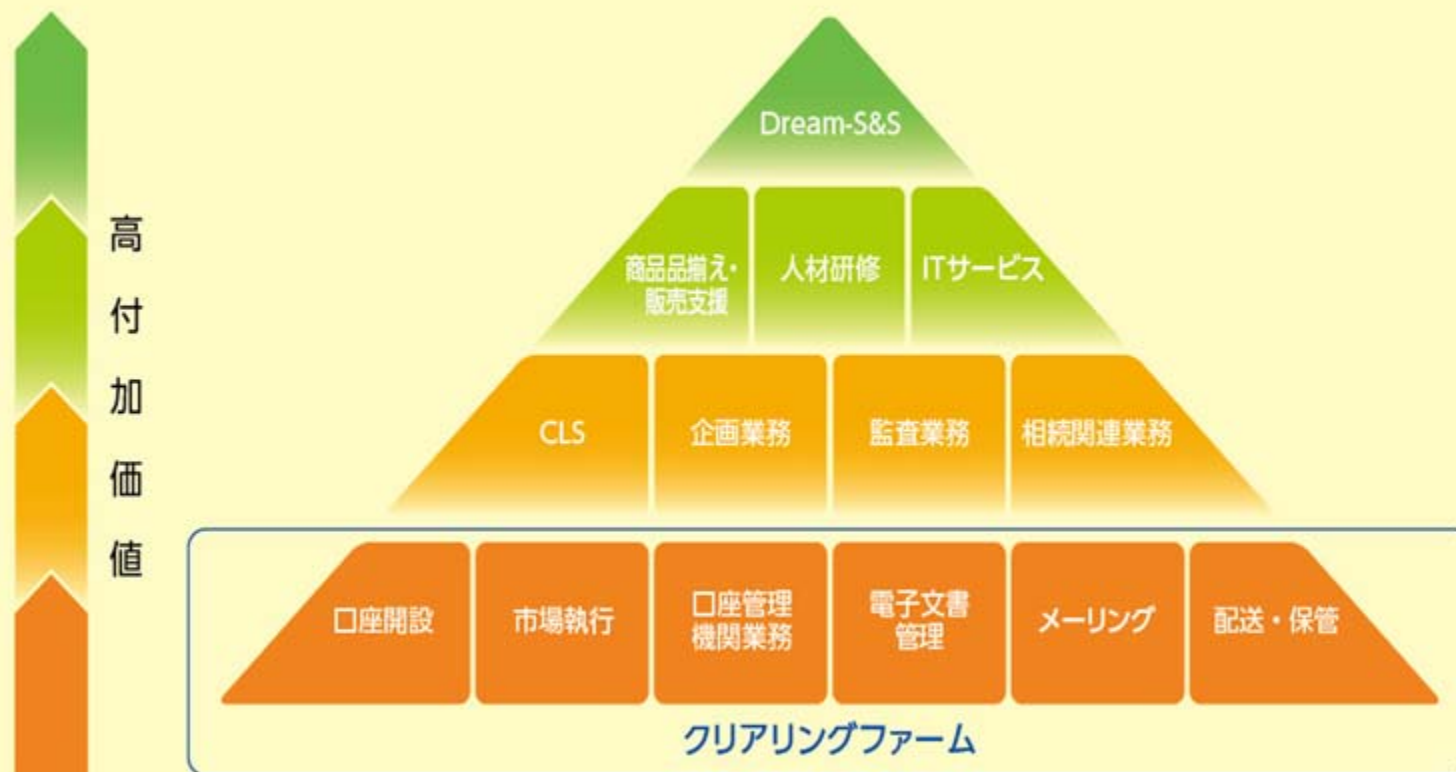 高付加価値
Dream-S&S
商品品揃え・
販売支援
人材研修
ITサービス
CLS
企画業務
監査業務
相続関連業務
口座開設
市場執行
口座管理
機関業務
電子文書
管理
メーリング
配送・保管
クリアリングファーム